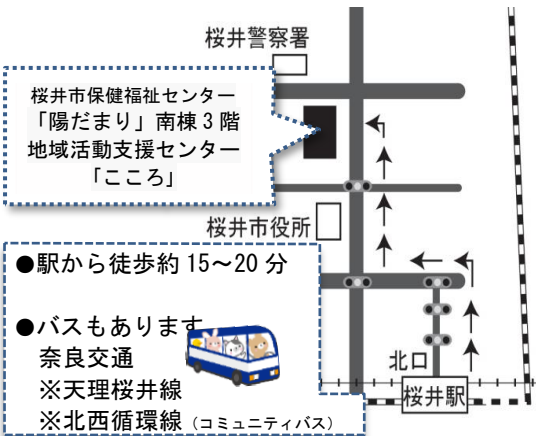 桜井警察署
桜井市保健福祉センター
「陽だまり」南棟３階
地域活動支援センター
「こころ」
桜井市役所
●駅から徒歩約 15～20 分
●バスもあります
奈良交通
※天理桜井線
※北西循環線（コミュニティバス）
北口
桜井駅